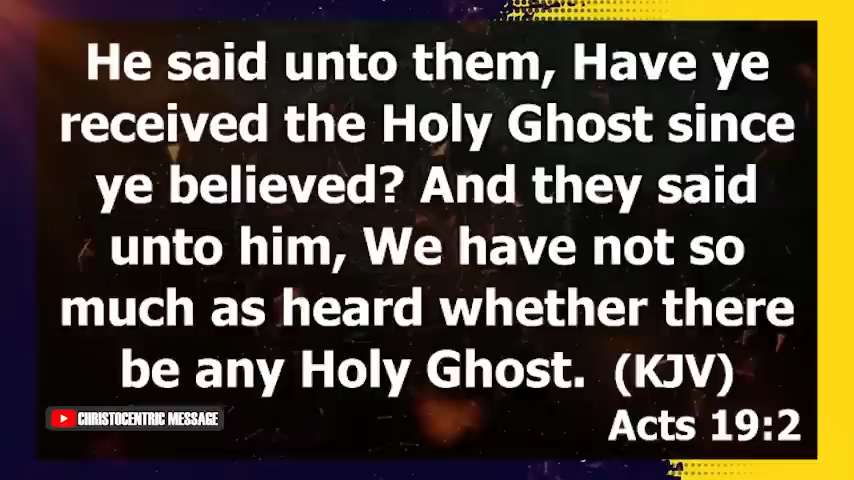 He said unto them, Have ye
received the Holy Ghost since
ye believed? And they said
unto him, We have not so
much as heard whether there
be any Holy Ghost. (KJV)
CHRISTOCENTRIC MESSAGE
Acts 19:2